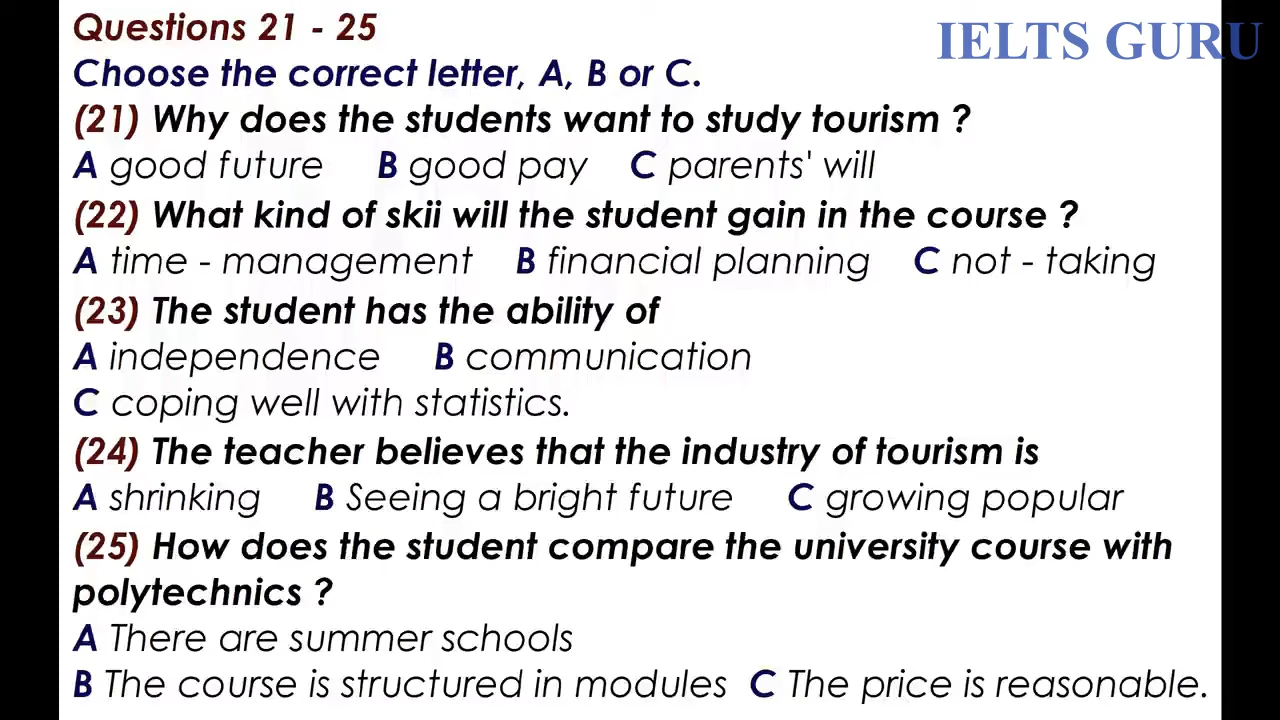 Questions 21 - 25
IELTS GURU
Choose the correct letter, A, B or C.
(21) Why does the students want to study tourism ?
A good future B good pay C parents' will
(22) What kind of skii will the student gain in the course ?
A time - management B financial planning C not - taking
(23) The student has the ability of
A independence B communication
C coping well with statistics.
(24) The teacher believes that the industry of tourism is
A shrinking B Seeing a bright future C growing popular
(25) How does the student compare the university course with
polytechnics ?
A There are summer schools
B The course is structured in modules C The price is reasonable.